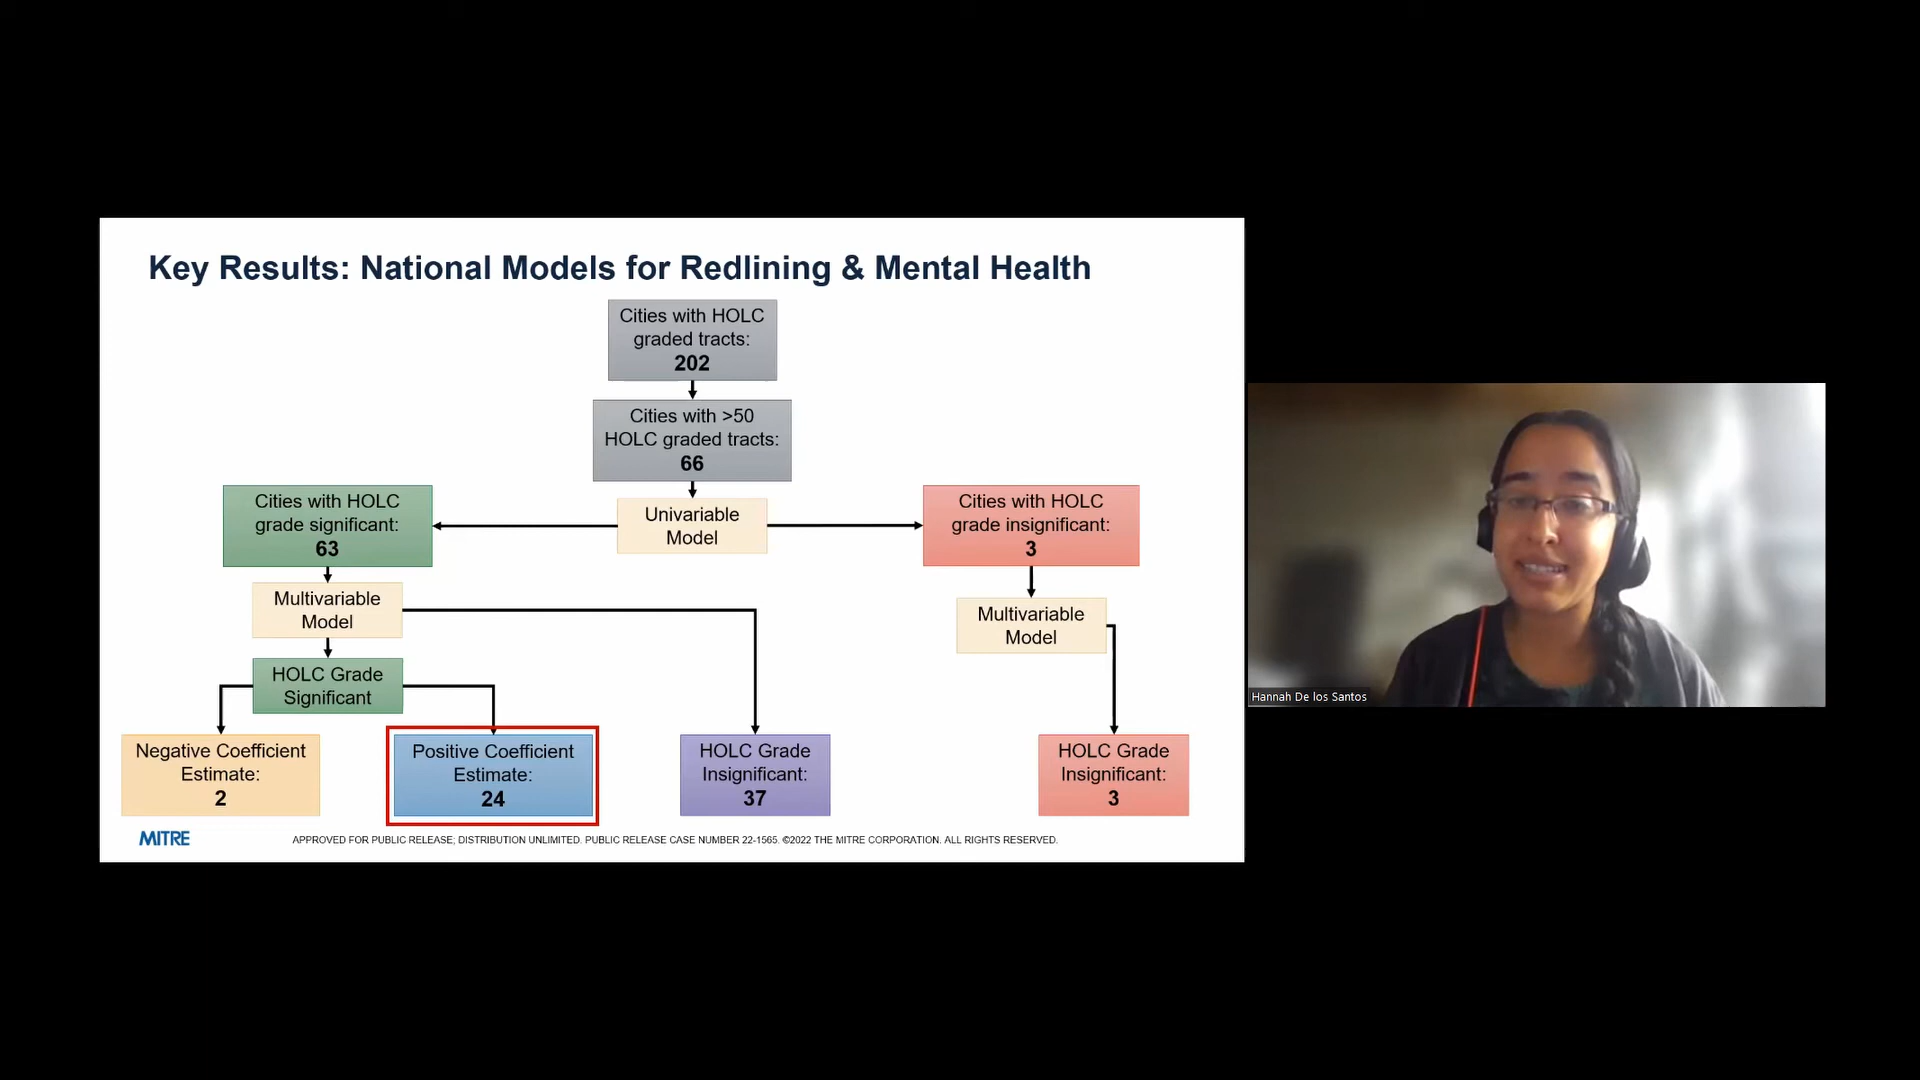 Key Results: National Models for Redlining & Mental Health
Cities with HOLC
graded tracts:
202
Cities with >50
HOLC graded tracts:
66
Cities with HOLC
grade significant:
63
Univariable
Model
Cities with HOLC
grade insignificant:
3
Multivariable
Model
Multivariable
Model
HOLC Grade
Significant
Negative Coefficient
Estimate:
2
Positive Coefficient
Estimate:
24
HOLC Grade
Insignificant:
37
HOLC Grade
Insignificant:
3
MITRE
APPROVED FOR PUBLIC RELEASE; DISTRIBUTION UNLIMITED. PUBLIC RELEASE CASE NUMBER 22-1565. ©2022 THE MITRE CORPORATION. ALL RIGHTS RESERVED.
Hannah De los Santos